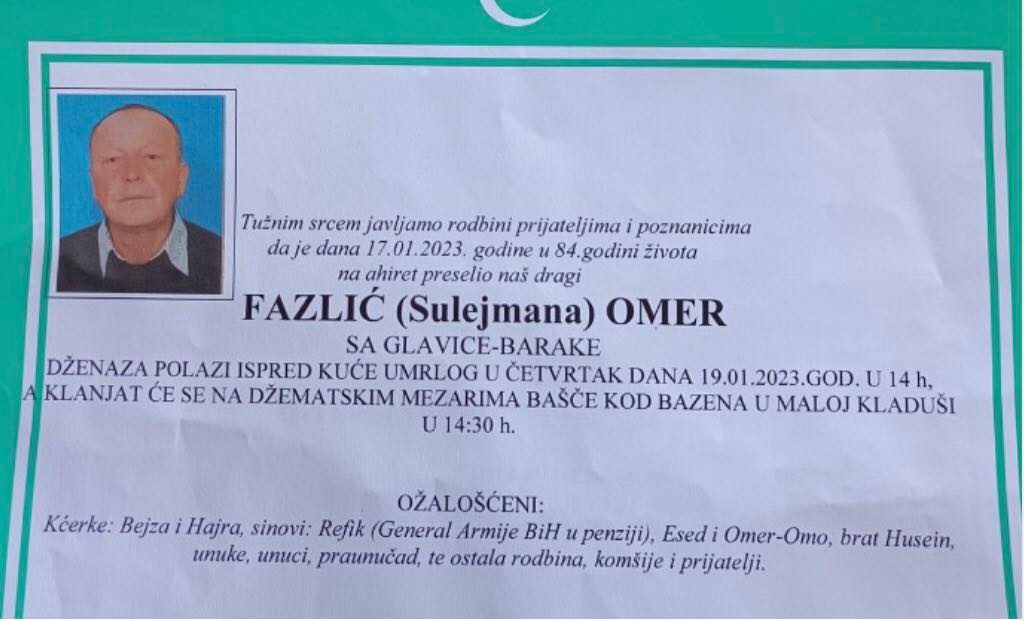 Tužnim srcem javljamo rodbini prijateljima i poznanicima
da je dana 17.01.2023. godine u 84.godini života
na ahiret preselio naš dragi
FAZLIĆ (Sulejmana) OMER
SA GLAVICE-BARAKE
DŽENAZA POLAZI ISPRED KUĆE UMRLOG U ČETVRTAK DANA 19.01.2023.GOD. U 14 h,
A KLANJAT ĆE SE NA DŽEMATSKIM MEZARIMA BAŠČE KOD BAZENA U MALOJ KLADUŠI
U 14:30 h.
OŽALOŠĆENI:
Kćerke: Bejza i Hajra, sinovi: Refik (General Armije BiH u penziji), Esed i Omer-Omo, brat Husein,
unuke, unuci, praunučad, te ostala rodbina, komšije i prijatelji.